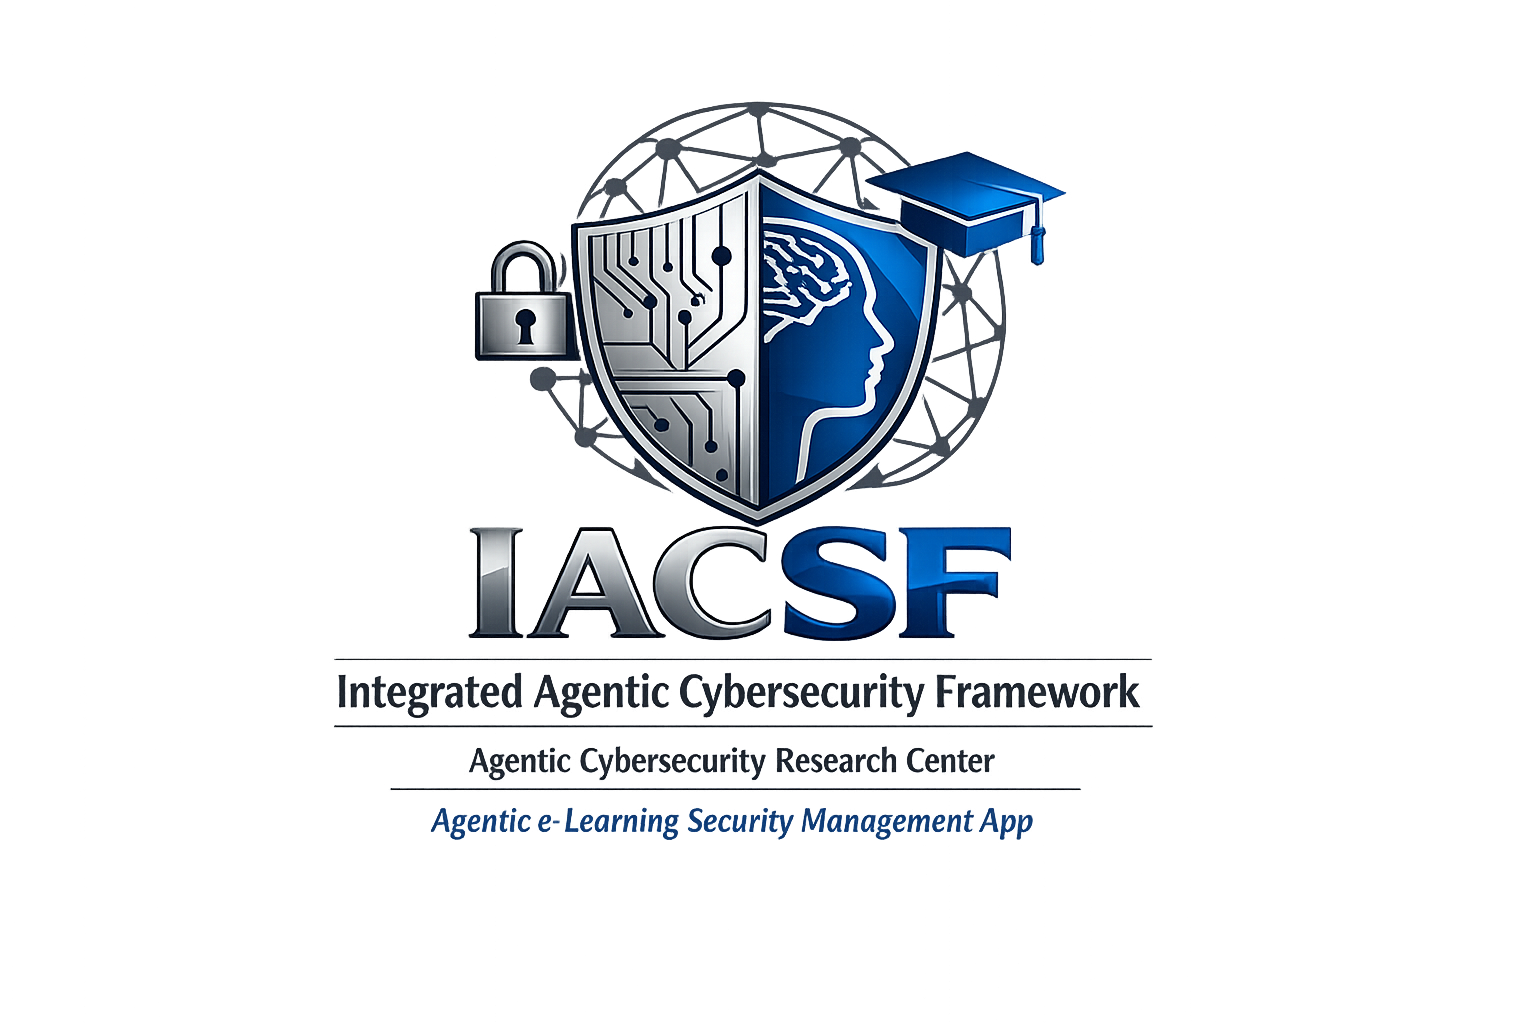 IACSF
Integrated Agentic Cybersecurity Framework
Agentic Cybersecurity Research Center
Agentic e-Learning Security Management App